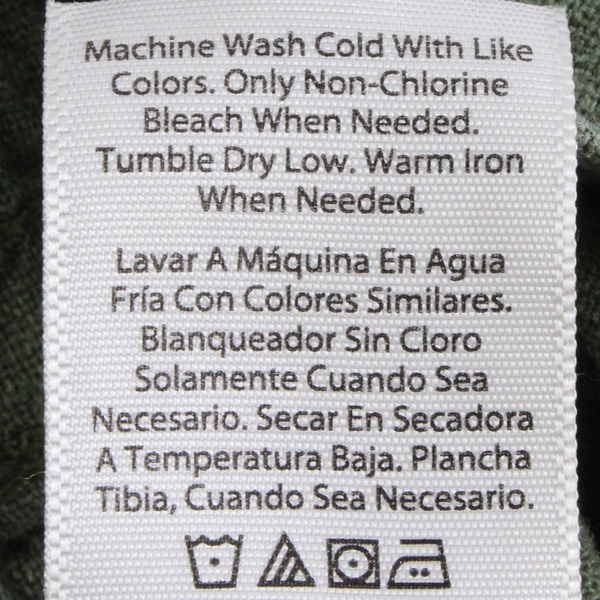 Machine Wash Cold With Like
Colors. Only Non-Chlorine
Bleach When Needed.
Tumble Dry Low. Warm Iron
When Needed.
Lavar A Máquina En Agua
Fría Con Colores Similares.
Blanqueador Sin Cloro
Solamente Cuando Sea
Necesario. Secar En Secadora
A Temperatura Baja. Plancha
Tibia, Cuando Sea Necesario.